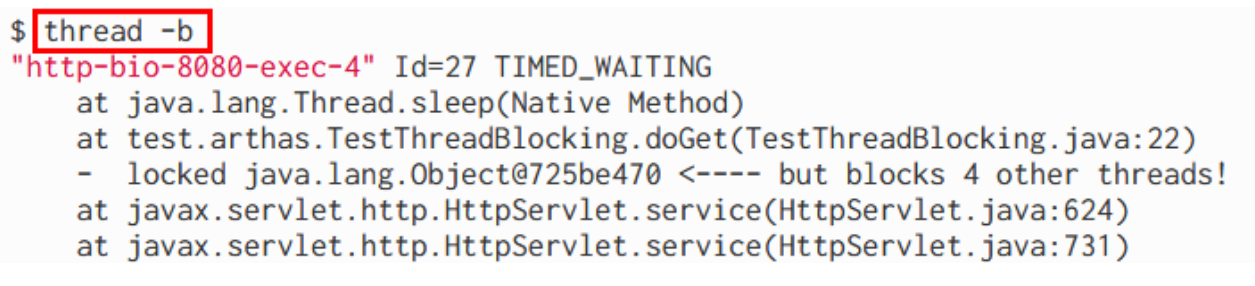 $ thread -b
"http-bio-8080-exec-4" Id=27 TIMED_WAITING
    at java.lang.Thread.sleep(Native Method)
    at test.arthas.TestThreadBlocking.doGet(TestThreadBlocking.java:22)
    -  locked java.lang.Object@725be470 <---- but blocks 4 other threads!
    at javax.servlet.http.HttpServlet.service(HttpServlet.java:624)
    at javax.servlet.http.HttpServlet.service(HttpServlet.java:731)